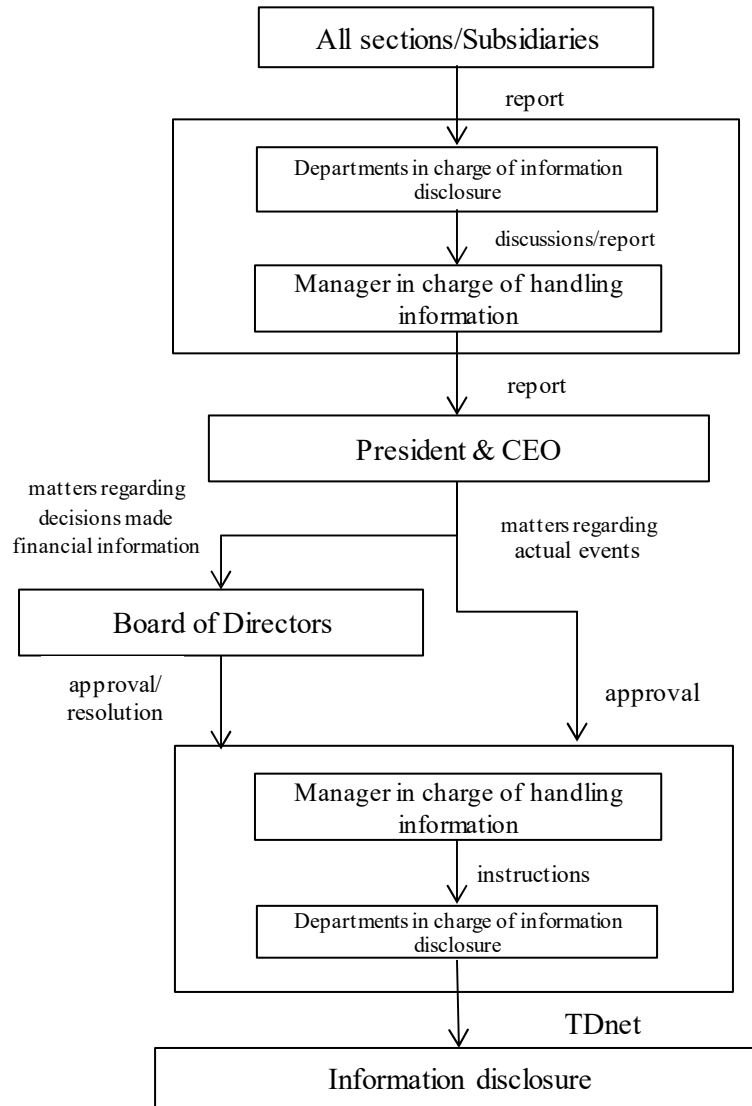 All sections/Subsidiaries
report
Departments in charge of information
disclosure
discussions/report
Manager in charge of handling
information
report
President & CEO
matters regarding
decisions made
financial information
matters regarding
actual events
Board of Directors
approval/
resolution
approval
Manager in charge of handling
information
instructions
Departments in charge of information
disclosure
TDnet
Information disclosure